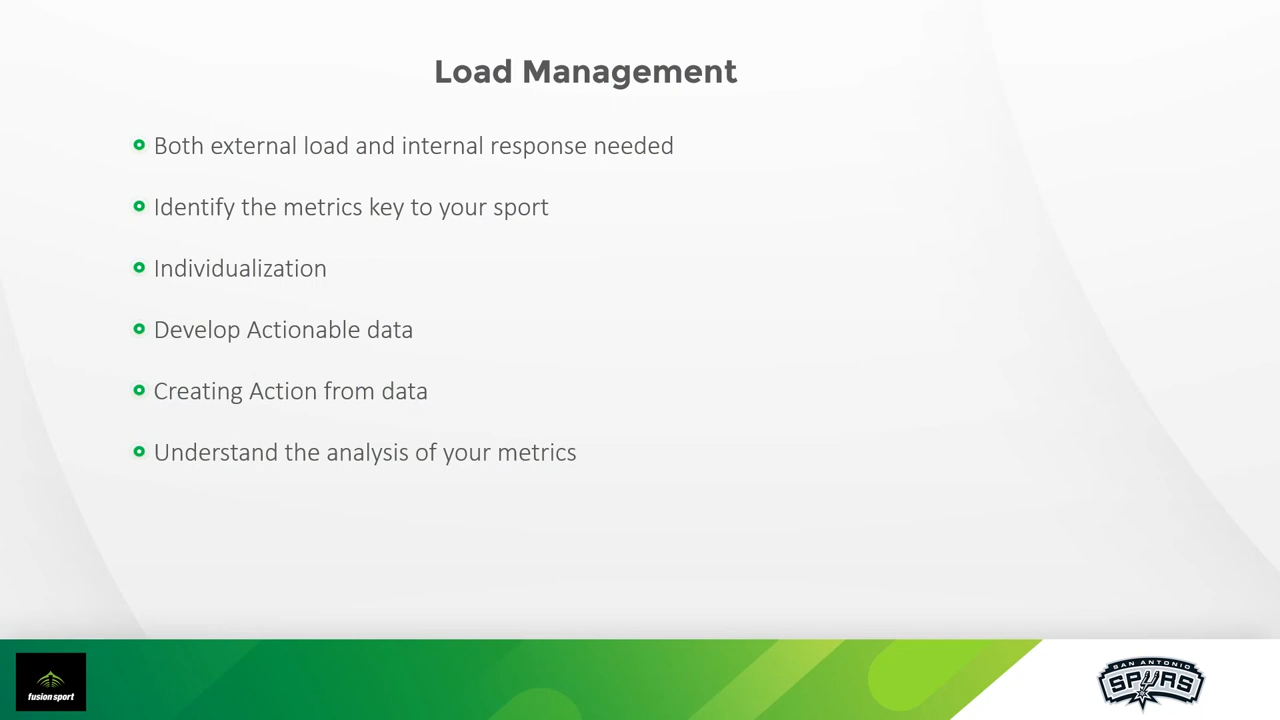 Load Management
Both external load and internal response needed
Identify the metrics key to your sport
Individualization
Develop Actionable data
Creating Action from data
Understand the analysis of your metrics
fusion sport
SAN ANTONIO
SPURS